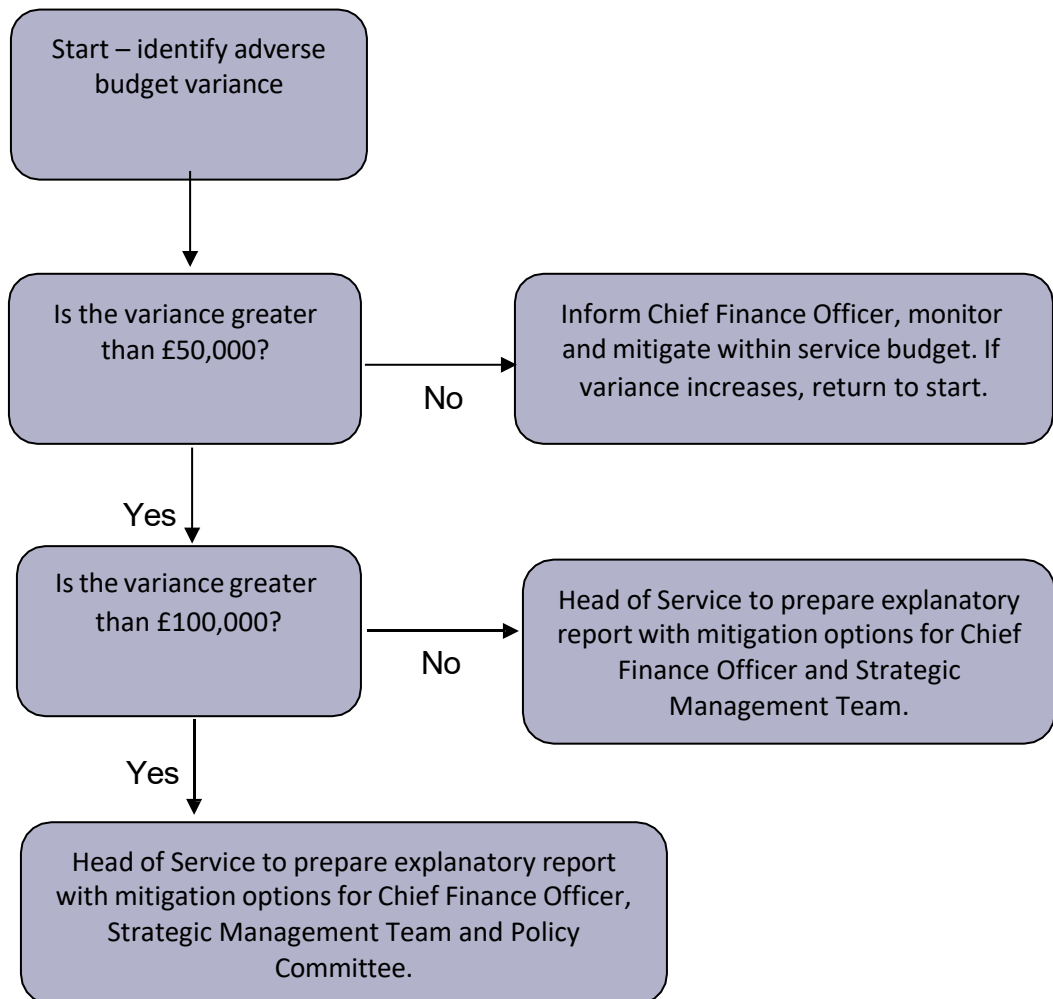 Start – identify adverse
budget variance
Is the variance greater
than £50,000?
No
Inform Chief Finance Officer, monitor
and mitigate within service budget. If
variance increases, return to start.
Yes
Is the variance greater
than £100,000?
No
Head of Service to prepare explanatory
report with mitigation options for Chief
Finance Officer and Strategic
Management Team.
Yes
Head of Service to prepare explanatory report
with mitigation options for Chief Finance Officer,
Strategic Management Team and Policy
Committee.